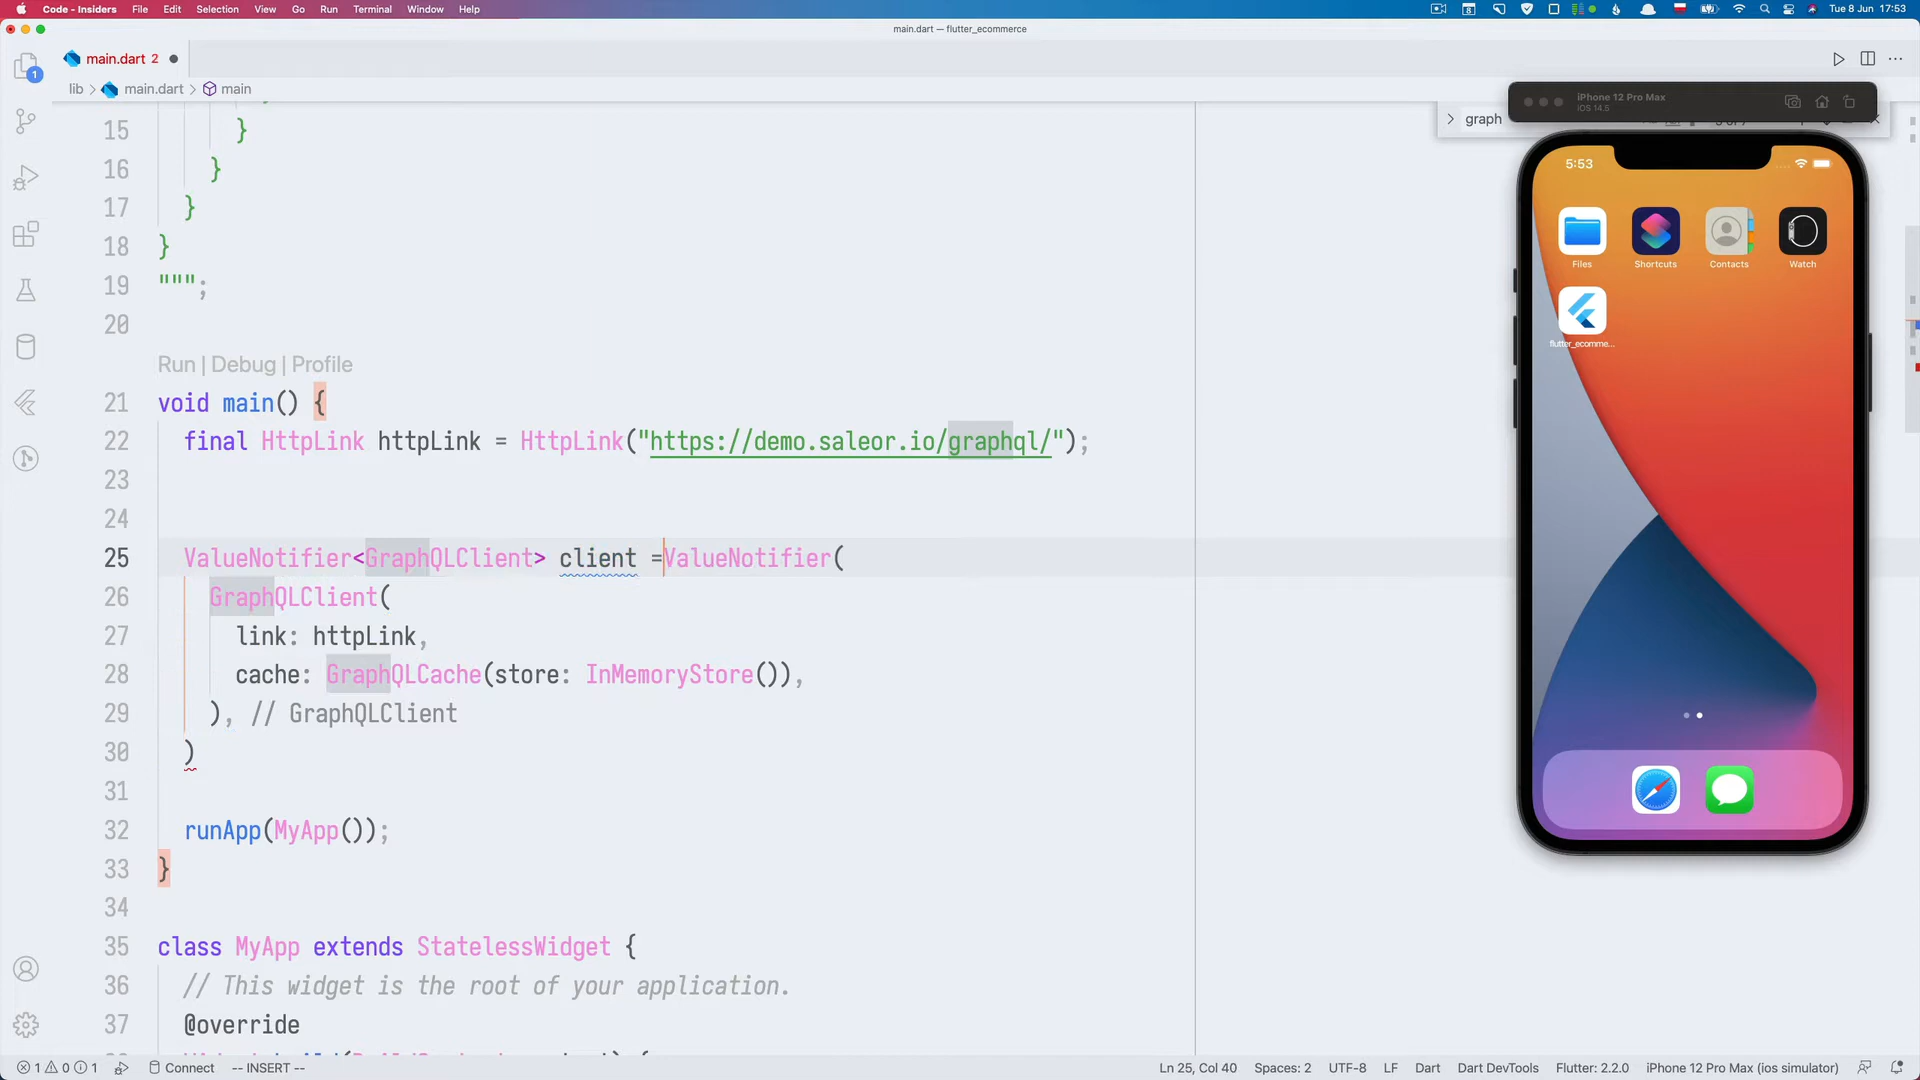 Code - Insiders File Edit Selection View Go Run Terminal Window Help
Tue 8 Jun 17:53
main.dart — flutter_ecommerce
main.dart 2
lib > main.dart > main
1
graph
iPhone 12 Pro Max
iOS 14.5
15 }
16 }
17 }
18 }
19 """;
20
Run | Debug | Profile
21 void main() {
22 final HttpLink httpLink = HttpLink("https://demo.saleor.io/graphql/");
23
24
25 ValueNotifier<GraphQLClient> client =ValueNotifier(
26 GraphQLClient(
27 link: httpLink,
28 cache: GraphQLCache(store: InMemoryStore()),
29 ), // GraphQLClient
30 )
31
32 runApp(MyApp());
33 }
34
35 class MyApp extends StatelessWidget {
36 // This widget is the root of your application.
37 @override
5:53
Files Shortcuts Contacts Watch
flutter_ecomme...
1 0 1 Connect -- INSERT --
Ln 25, Col 40 Spaces: 2 UTF-8 LF Dart Dart DevTools Flutter: 2.2.0 iPhone 12 Pro Max (ios simulator)